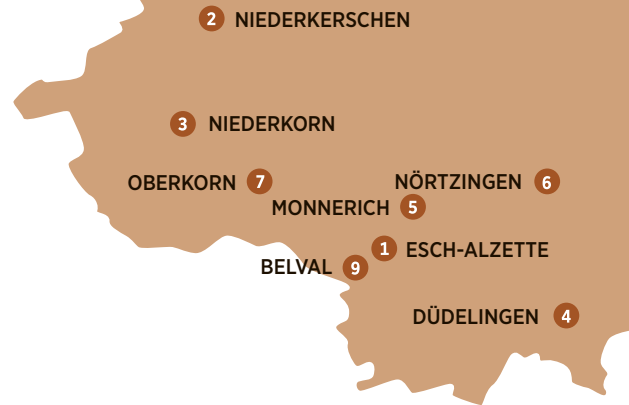 2 NIEDERKERSCHEN
3 NIEDERKORN
OBERKORN 7
NÖRTZINGEN 6
MONNERICH 5
1 ESCH-ALZETTE
BELVAL 9
DÜDELINGEN 4